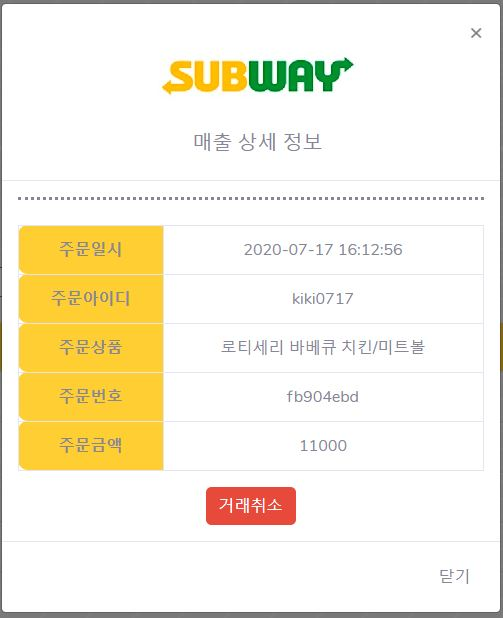 ×
SUBWAY
매출 상세 정보
주문일시 2020-07-17 16:12:56
주문아이디 kiki0717
주문상품 로티세리 바베큐 치킨/미트볼
주문번호 fb904ebd
주문금액 11000
거래취소
닫기